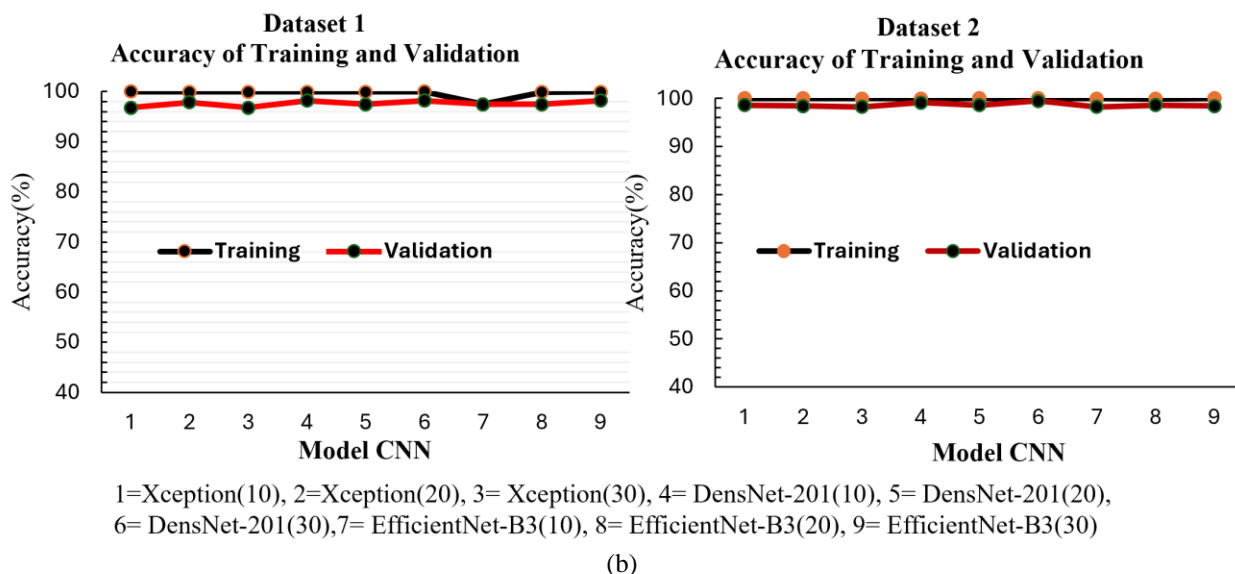 Dataset 1
Accuracy of Training and Validation
100
90
80
70
60
50
40
Accuracy(%)
Training
Validation
1 2 3 4 5 6 7 8 9
Model CNN
Dataset 2
Accuracy of Training and Validation
100
90
80
70
60
50
40
Accuracy(%)
Training
Validation
1 2 3 4 5 6 7 8 9
Model CNN
1=Xception(10), 2=Xception(20), 3= Xception(30), 4= DensNet-201(10), 5= DensNet-201(20),
6= DensNet-201(30),7= EfficientNet-B3(10), 8= EfficientNet-B3(20), 9= EfficientNet-B3(30)
(b)